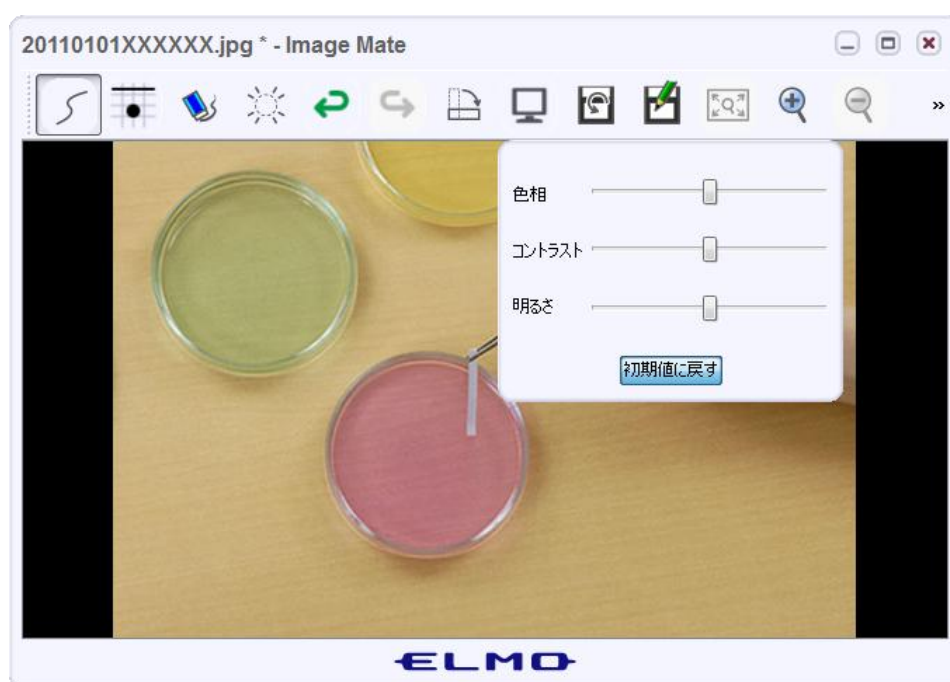 20110101XXXXXX.jpg * - Image Mate
»
色相
コントラスト
明るさ
初期値に戻す
ELMO